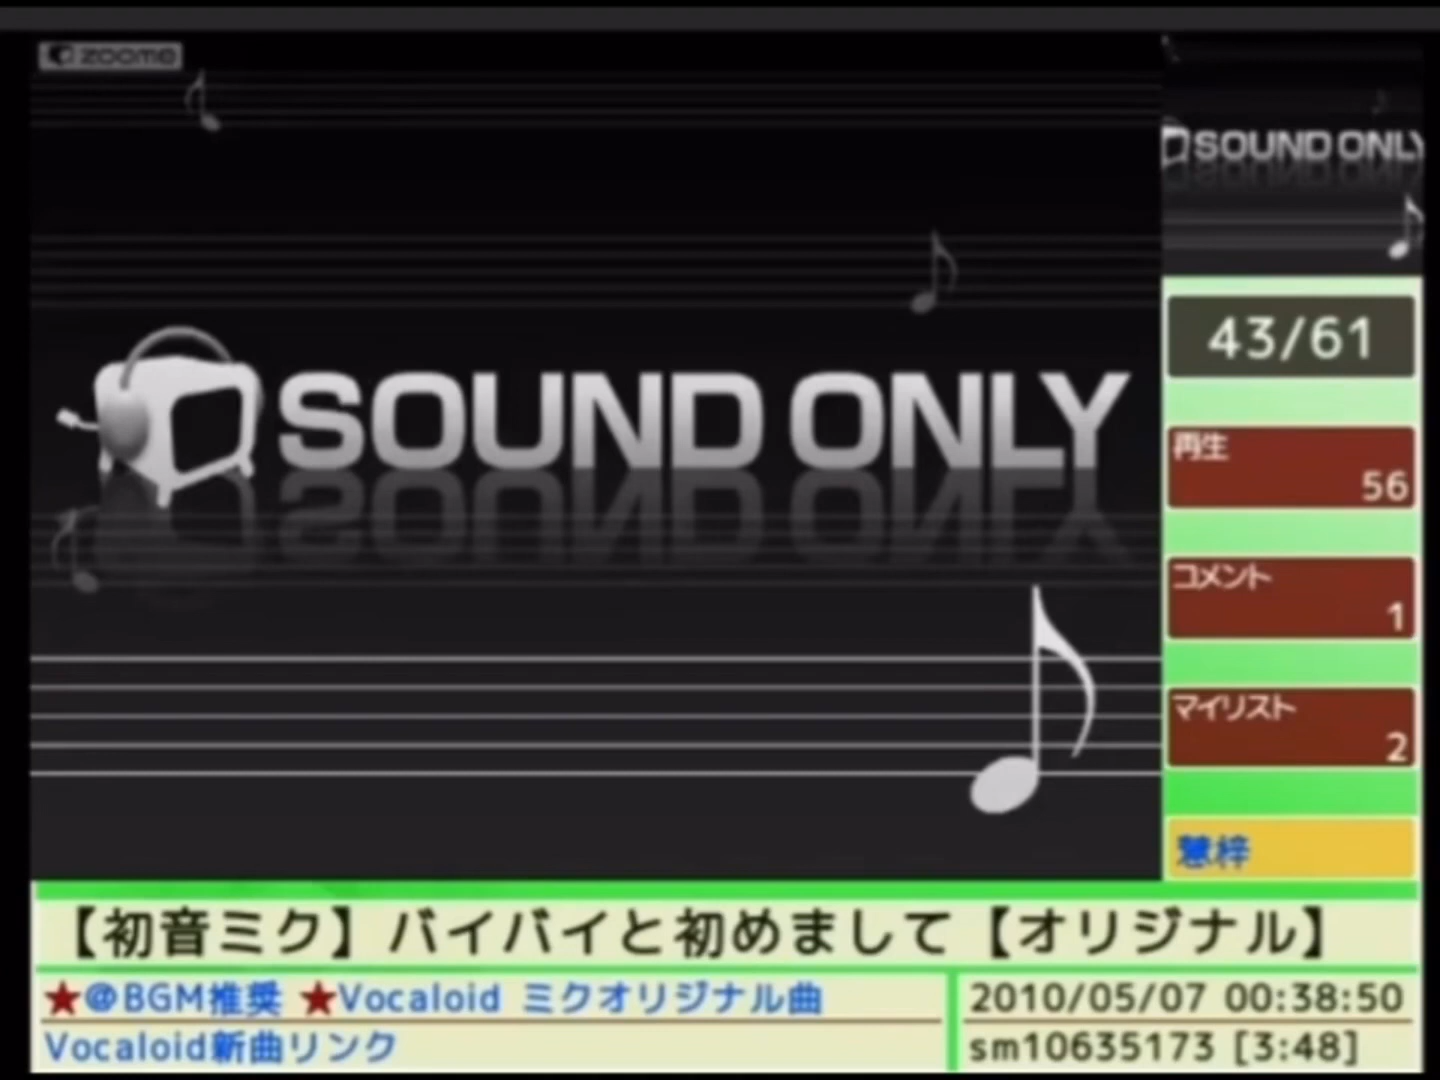 zoome
SOUND ONLY
SOUND ONLY
43/61
再生
56
コメント
1
マイリスト
2
慧梓
【初音ミク】バイバイと初めまして【オリジナル】
★@BGM推奨 ★Vocaloid ミクオリジナル曲
Vocaloid新曲リンク
2010/05/07 00:38:50
sm10635173 [3:48]